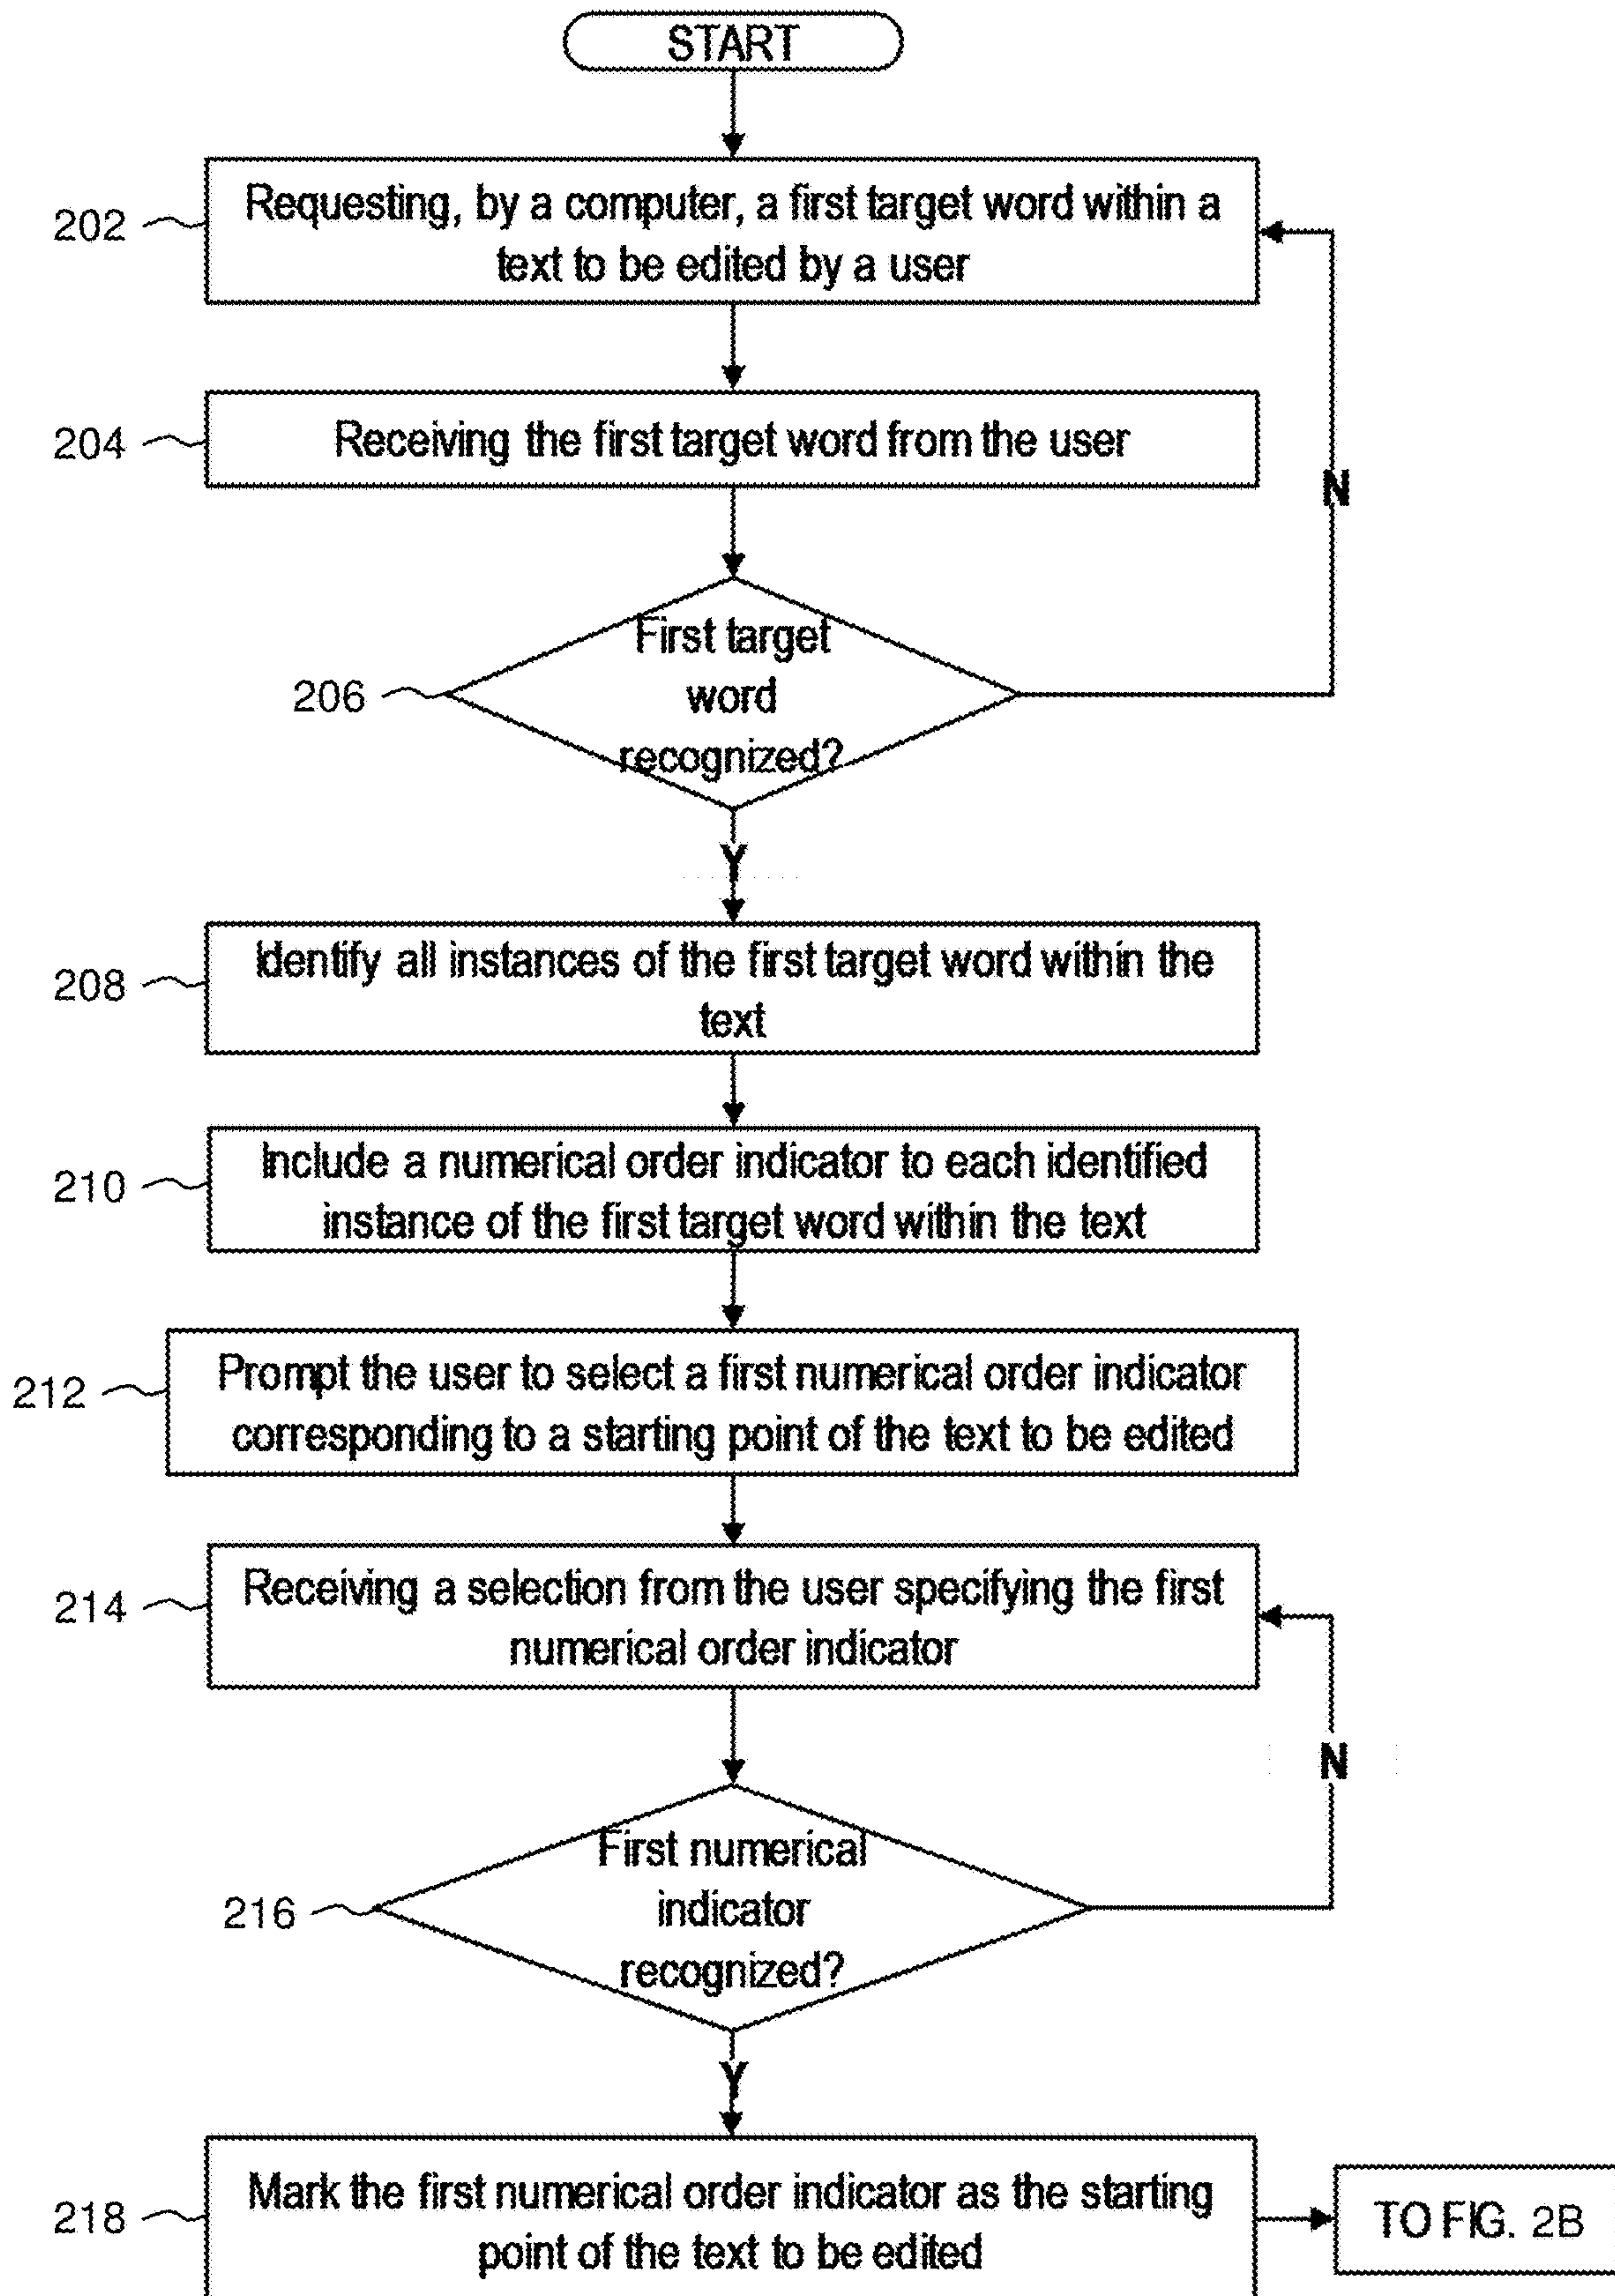 START
202
Requesting, by a computer, a first target word within a
text to be edited by a user
204
Receiving the first target word from the user
N
206
First target
word
recognized?
Y
208
Identify all instances of the first target word within the
text
210
Include a numerical order indicator to each identified
instance of the first target word within the text
212
Prompt the user to select a first numerical order indicator
corresponding to a starting point of the text to be edited
214
Receiving a selection from the user specifying the first
numerical order indicator
N
216
First numerical
indicator
recognized?
Y
218
Mark the first numerical order indicator as the starting
point of the text to be edited
TO FIG. 2B